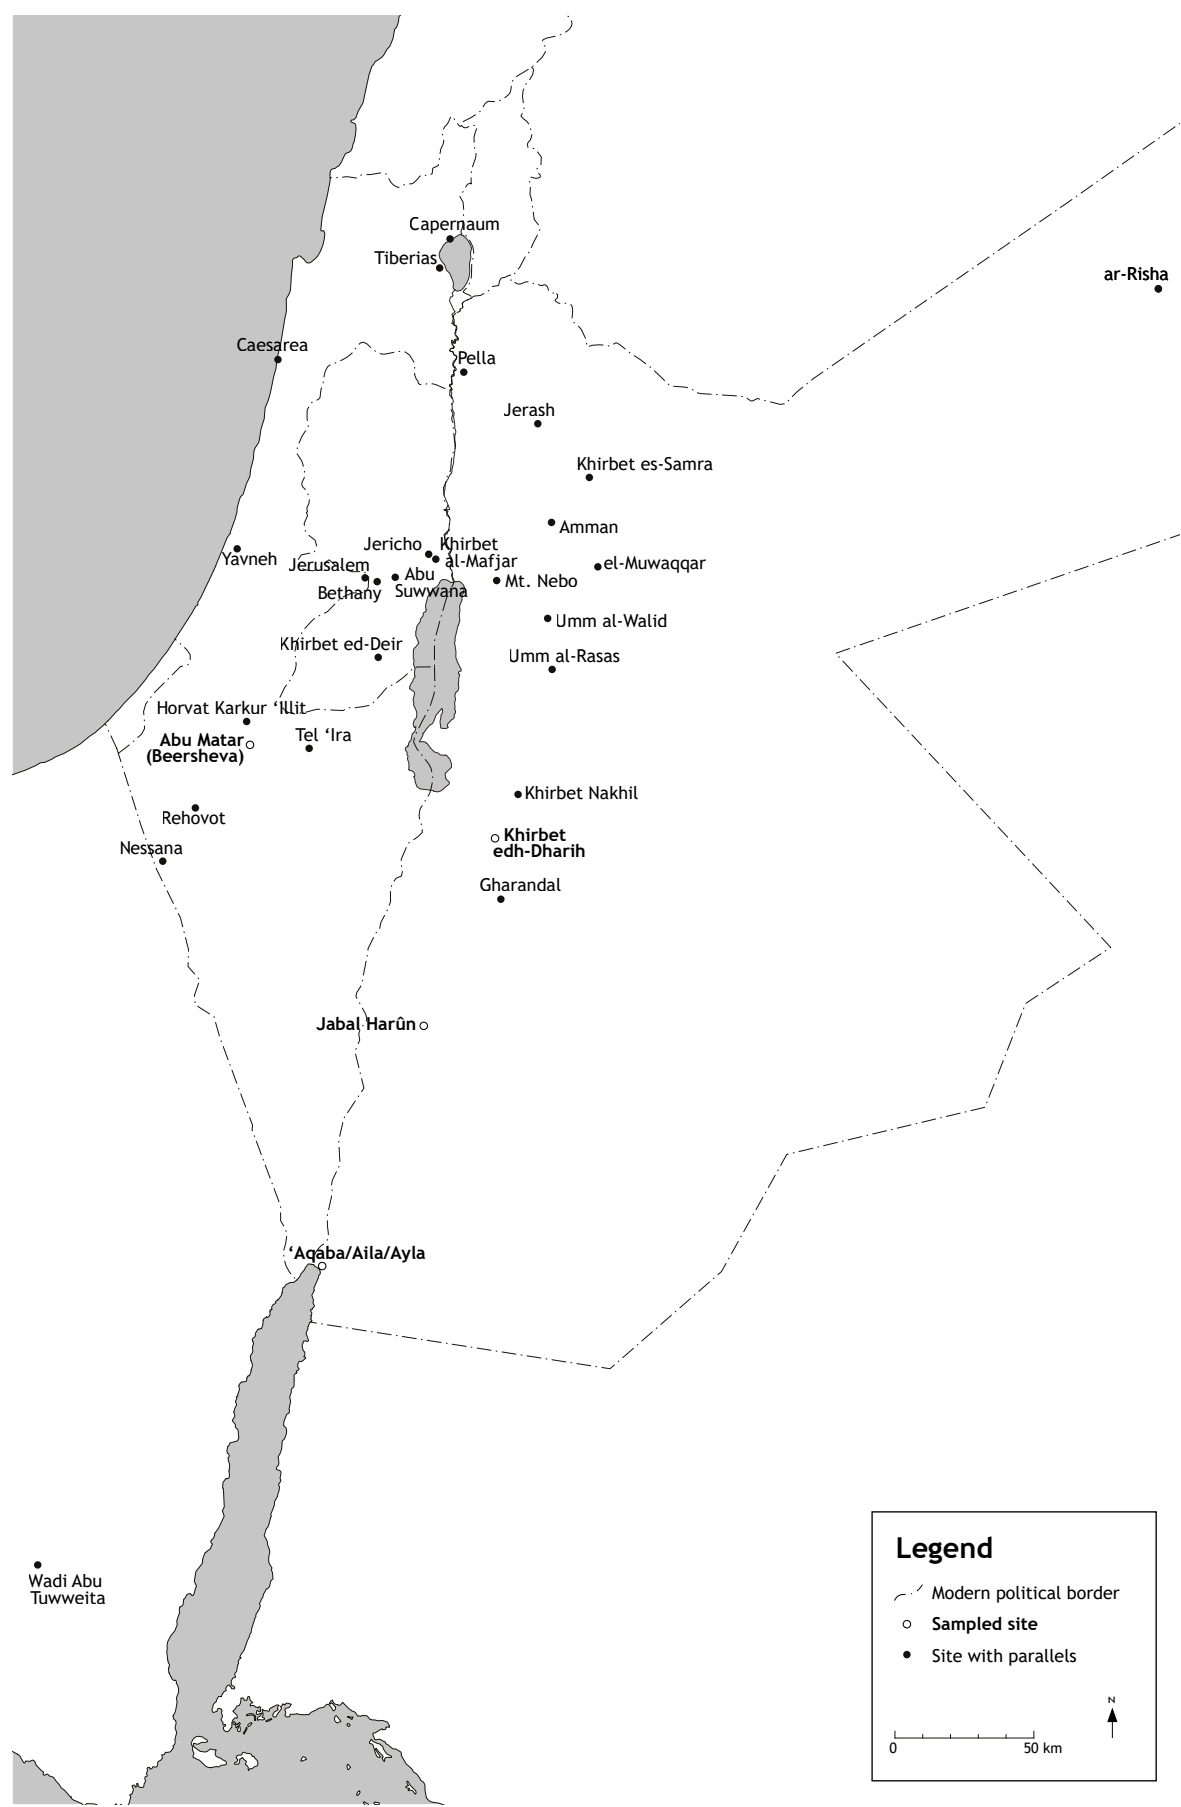 Capernaum
Tiberias
ar-Risha
Caesarea
Pella
Jerash
Khirbet es-Samra
Amman
Jericho
Khirbet
al-Mafjar
Yavneh
Jerusalem
el-Muwaqqar
Abu
Suwwana
Mt. Nebo
Bethany
Umm al-Walid
Khirbet ed-Deir
Umm al-Rasas
Horvat Karkur ‘Illit
Abu Matar
(Beersheva)
Tel ‘Ira
Khirbet Nakhil
Rehovot
Khirbet
edh-Dharih
Nessana
Gharandal
Jabal Harûn
‘Aqaba/Aila/Ayla
Wadi Abu
Tuwweita
Legend
Modern political border
Sampled site
Site with parallels
N
0 50 km